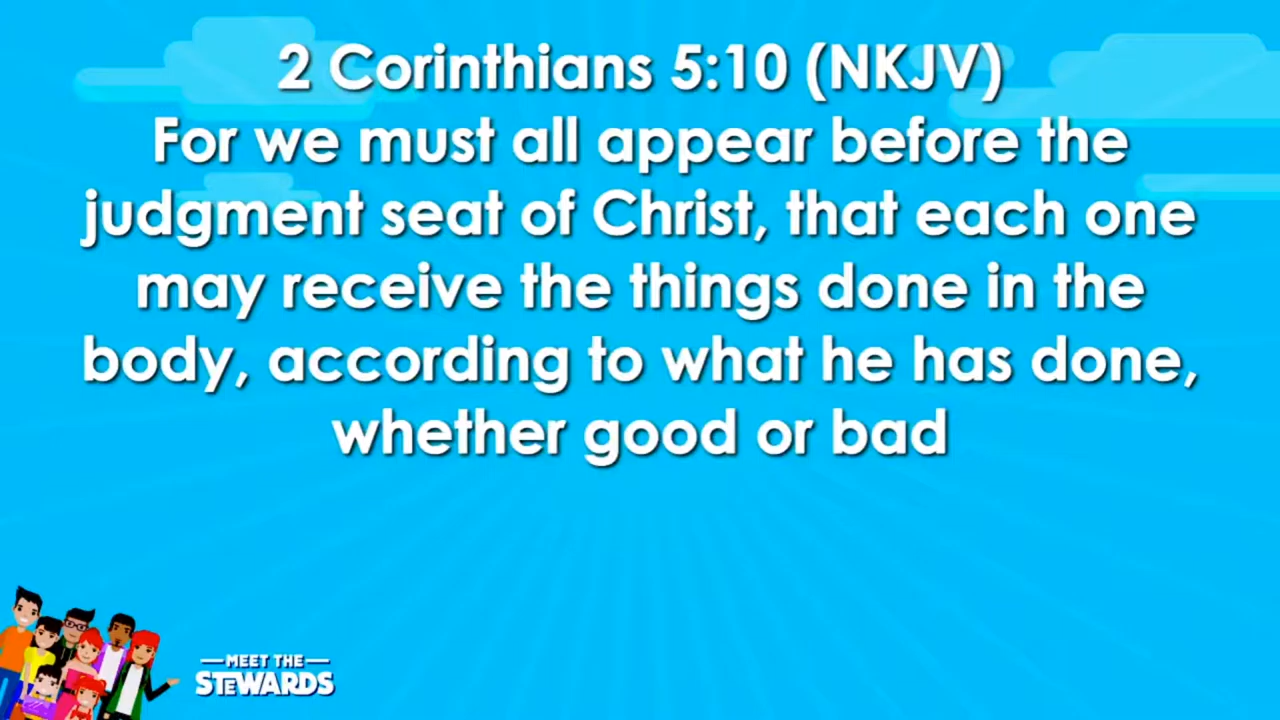 2 Corinthians 5:10 (NKJV)
For we must all appear before the
judgment seat of Christ, that each one
may receive the things done in the
body, according to what he has done,
whether good or bad
MEET THE
STEWARDS